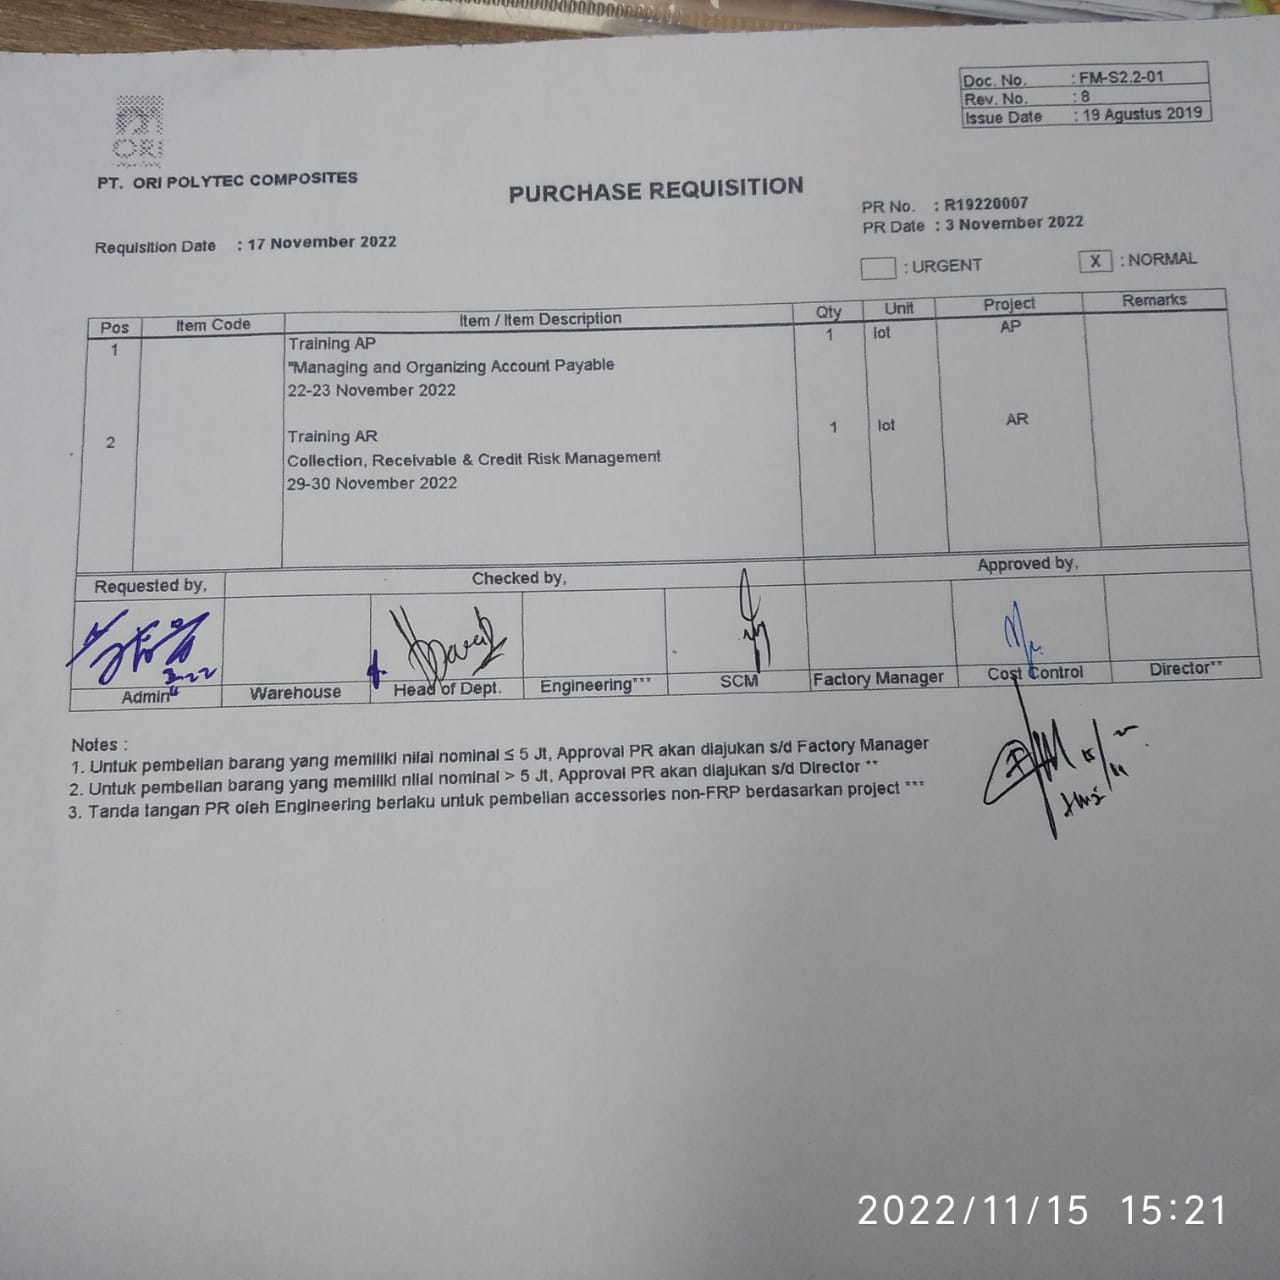 Doc. No. : FM-S2.2-01
Rev. No. : 8
Issue Date : 19 Agustus 2019
ORI
PT. ORI POLYTEC COMPOSITES
PURCHASE REQUISITION
PR No. : R19220007
PR Date : 3 November 2022
Requisition Date : 17 November 2022
: URGENT X : NORMAL
Pos Item Code Item / Item Description Qty Unit Project Remarks
1 Training AP 1 lot AP
"Managing and Organizing Account Payable
22-23 November 2022
2 Training AR 1 lot AR
Collection, Receivable & Credit Risk Management
29-30 November 2022
Requested by, Checked by, Approved by,
Admin Warehouse Head of Dept. Engineering*** SCM Factory Manager Cost Control Director**
Notes :
1. Untuk pembelian barang yang memiliki nilai nominal ≤ 5 Jt, Approval PR akan diajukan s/d Factory Manager
2. Untuk pembelian barang yang memiliki nilai nominal > 5 Jt, Approval PR akan diajukan s/d Director **
3. Tanda tangan PR oleh Engineering berlaku untuk pembelian accessories non-FRP berdasarkan project ***
2022/11/15 15:21